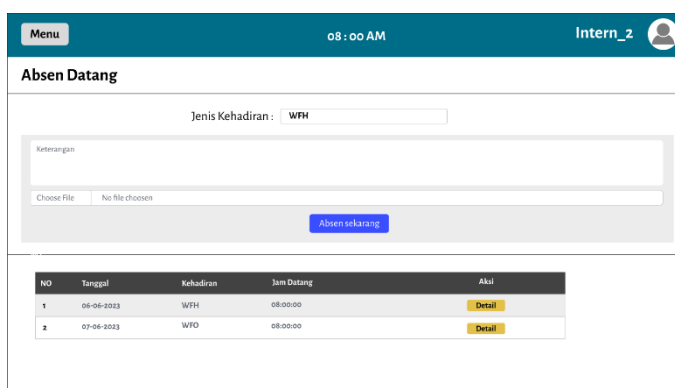 Menu 08 : 00 AM Intern_2
Absen Datang
Jenis Kehadiran : WFH
Keterangan
Choose File No file choosen
Absen sekarang
NO Tanggal Kehadiran Jam Datang Aksi
1 06-06-2023 WFH 08:00:00 Detail
2 07-06-2023 WFO 08:00:00 Detail